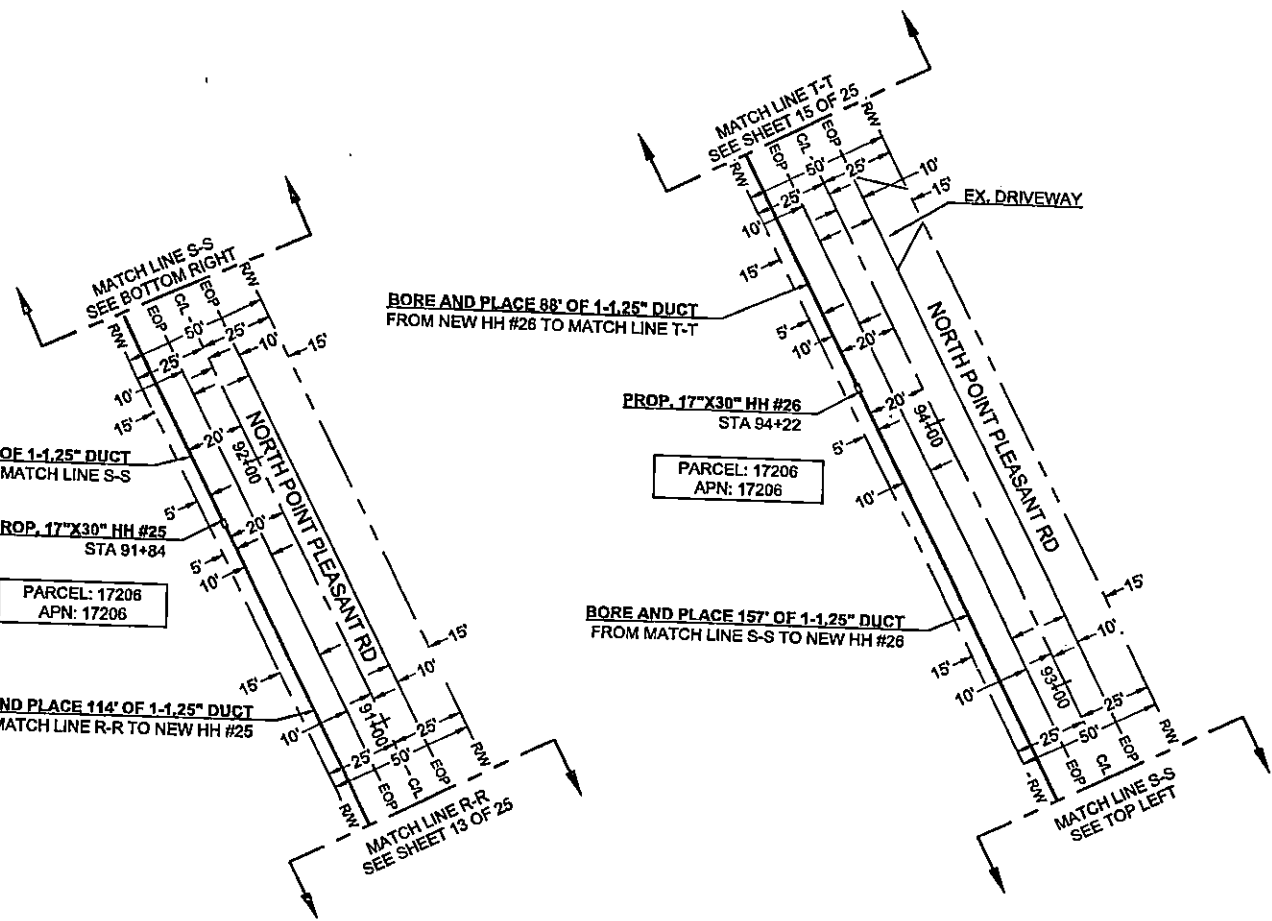 MATCH LINE S-S
SEE BOTTOM RIGHT
R/W
EOP
C/L
EOP
R/W
50'
25'
25'
10'
10'
15'
15'
20'
92+00
NORTH POINT PLEASANT RD
OF 1-1.25" DUCT
MATCH LINE S-S
5'
20'
ROP. 17"X30" HH #25
STA 91+84
5'
10'
PARCEL: 17206
APN: 17206
15'
15'
10'
ND PLACE 114' OF 1-1.25" DUCT
MATCH LINE R-R TO NEW HH #25
10'
91+00
25'
25'
50'
R/W
EOP
C/L
EOP
R/W
MATCH LINE R-R
SEE SHEET 13 OF 25
MATCH LINE T-T
SEE SHEET 15 OF 25
R/W
EOP
C/L
EOP
R/W
50'
25'
25'
10'
10'
15'
EX. DRIVEWAY
15'
BORE AND PLACE 88' OF 1-1.25" DUCT
FROM NEW HH #26 TO MATCH LINE T-T
5'
10'
20'
NORTH POINT PLEASANT RD
PROP. 17"X30" HH #26
STA 94+22
20'
94+00
5'
PARCEL: 17206
APN: 17206
10'
15'
BORE AND PLACE 157' OF 1-1.25" DUCT
FROM MATCH LINE S-S TO NEW HH #26
10'
15'
10'
93+00
25'
25'
50'
R/W
EOP
C/L
EOP
R/W
MATCH LINE S-S
SEE TOP LEFT